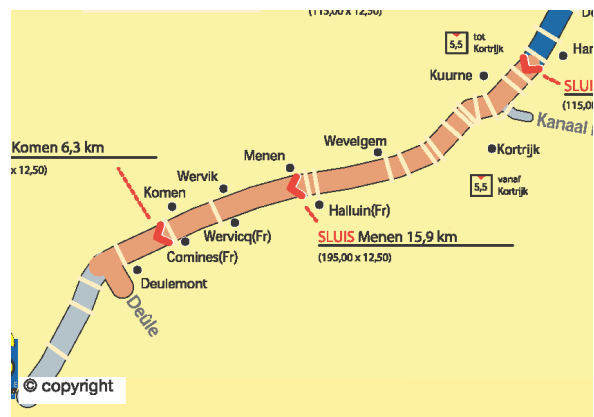 (115,00 x 12,50)
tot
5,5
Kortrijk
Kuurne
SLUIS
(115,00
Kanaal
Kortrijk
vanaf
5,5
Kortrijk
Wevelgem
Menen
Halluin(Fr)
SLUIS Menen 15,9 km
(195,00 x 12,50)
Komen 6,3 km
x 12,50)
Wervik
Komen
Wervicq(Fr)
Comines(Fr)
Deulemont
Deûle
© copyright